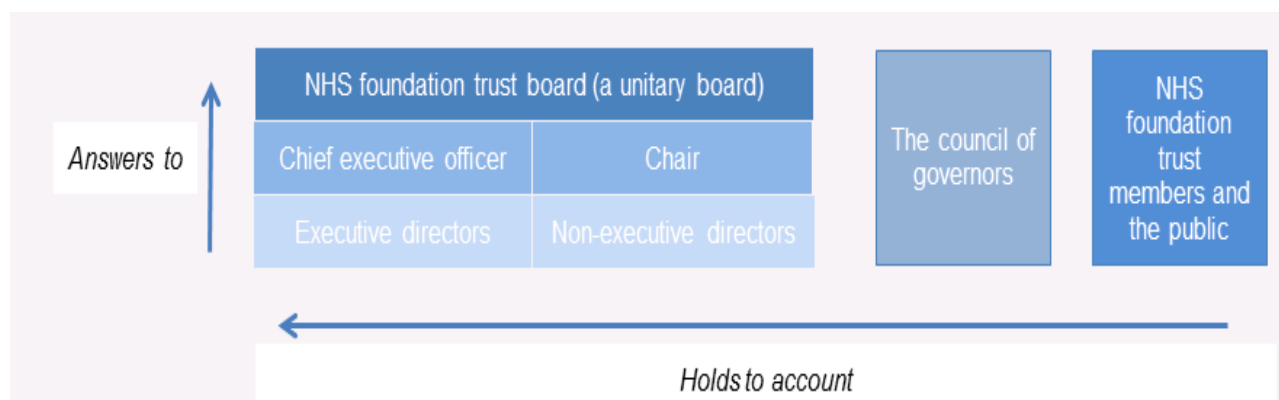 Answers to
NHS foundation trust board (a unitary board)
Chief executive officer
Chair
Executive directors
Non-executive directors
The council of
governors
NHS
foundation
trust
members and
the public
Holds to account